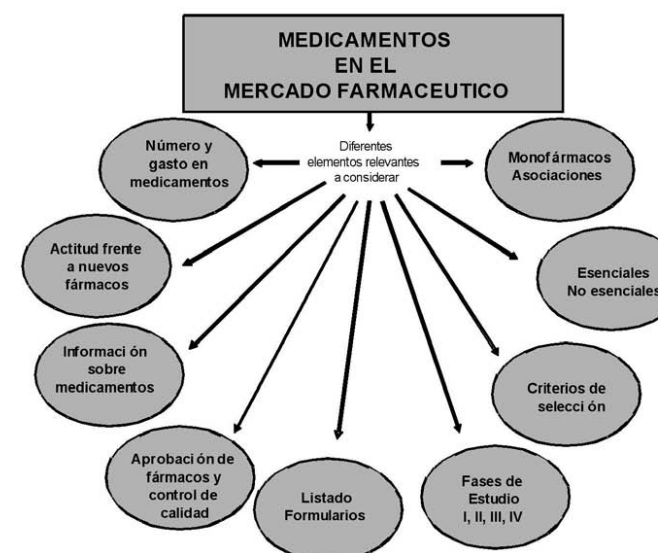 MEDICAMENTOS
EN EL
MERCADO FARMACEUTICO
Diferentes
elementos relevantes
a considerar
Número y
gasto en
medicamentos
Monofármacos
Asociaciones
Actitud frente
a nuevos
fármacos
Esenciales
No esenciales
Informaci ón
sobre
medicamentos
Criterios de
selecci ón
Aprobaci ón de
fármacos y
control de
calidad
Listado
Formularios
Fases de
Estudio
I, II, III, IV